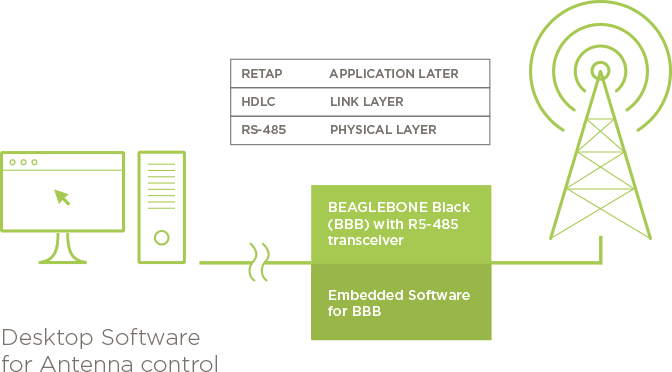 RETAP APPLICATION LATER
HDLC LINK LAYER
RS-485 PHYSICAL LAYER
BEAGLEBONE Black
(BBB) with R5-485
transceiver
Embedded Software
for BBB
Desktop Software
for Antenna control